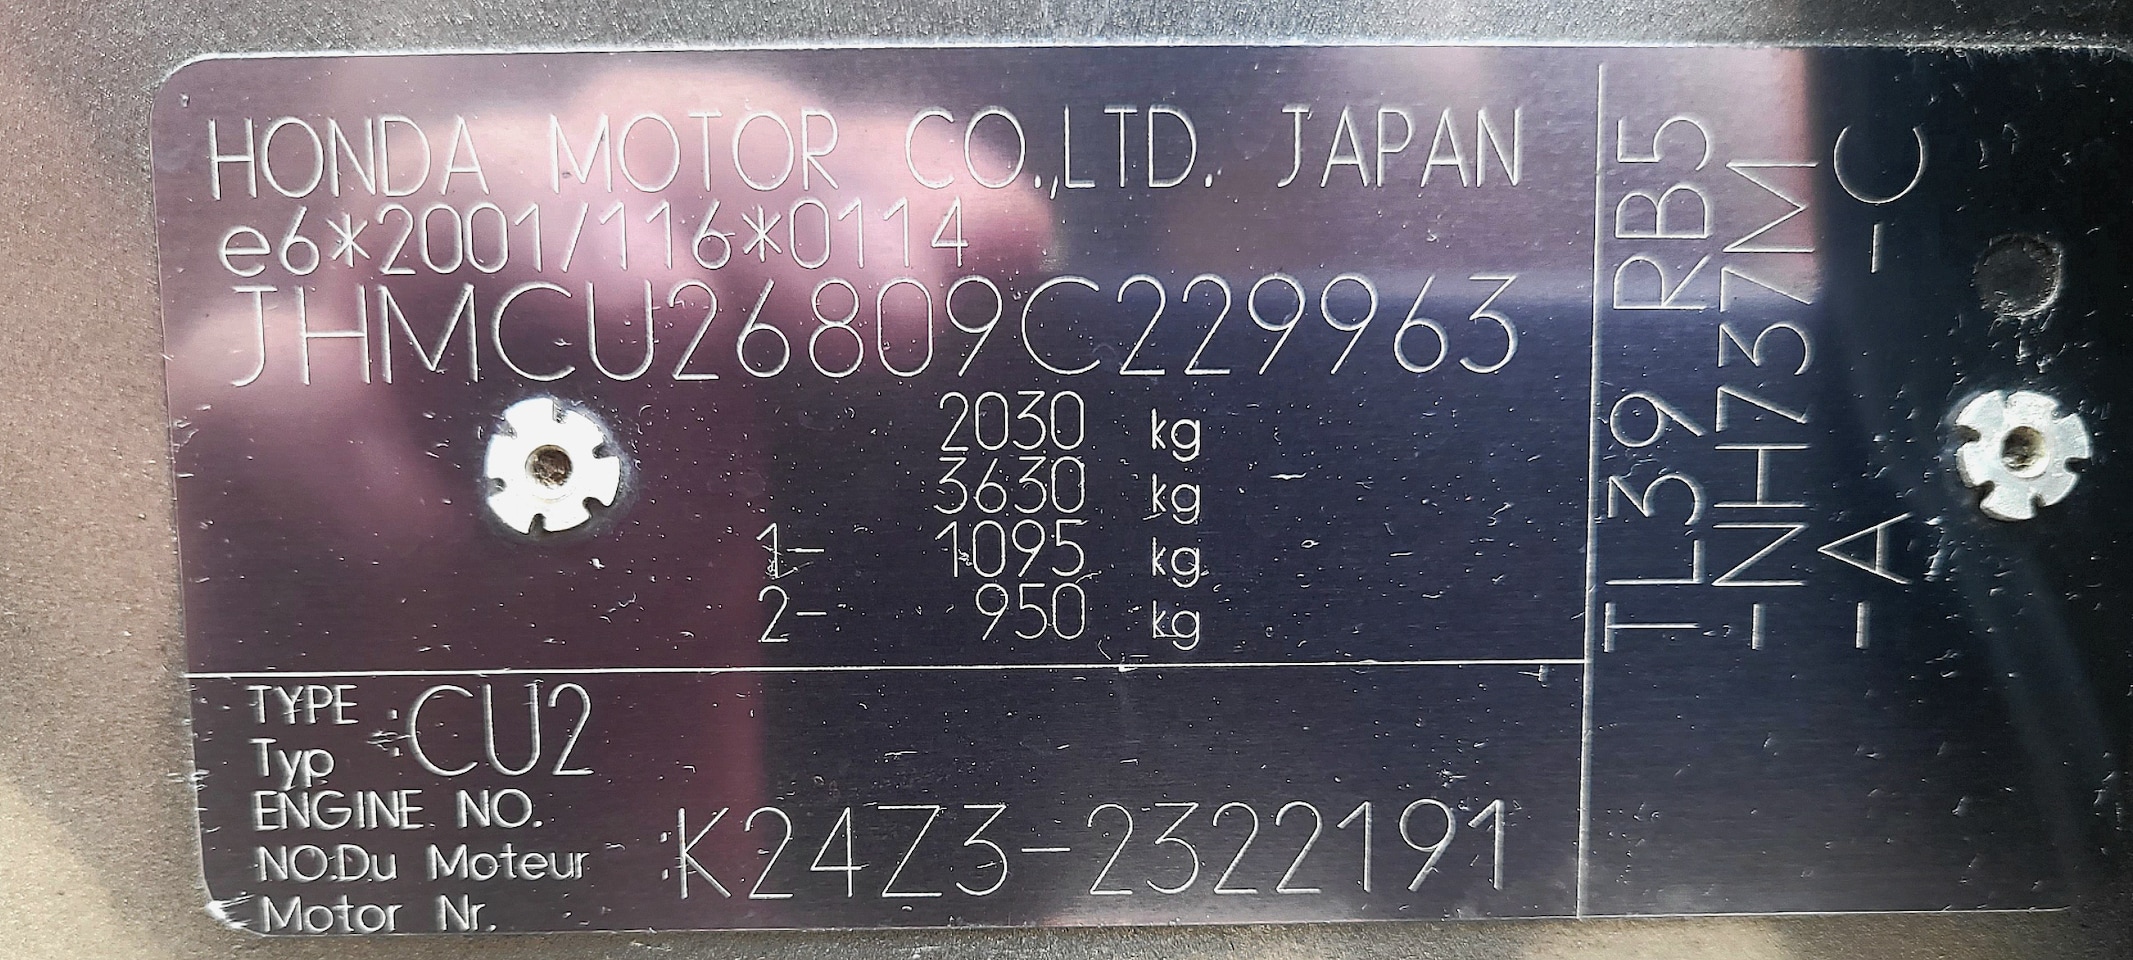 HONDA MOTOR CO.,LTD. JAPAN
e6*2001/116*0114
JHMCU26809C229963
2030 kg
3630 kg
1- 1095 kg
2- 950 kg
TYPE
Typ
:CU2
ENGINE NO.
NO.Du Moteur
Motor Nr.
:K24Z3-2322191
TL39 RB5
-NH737M
-A -C